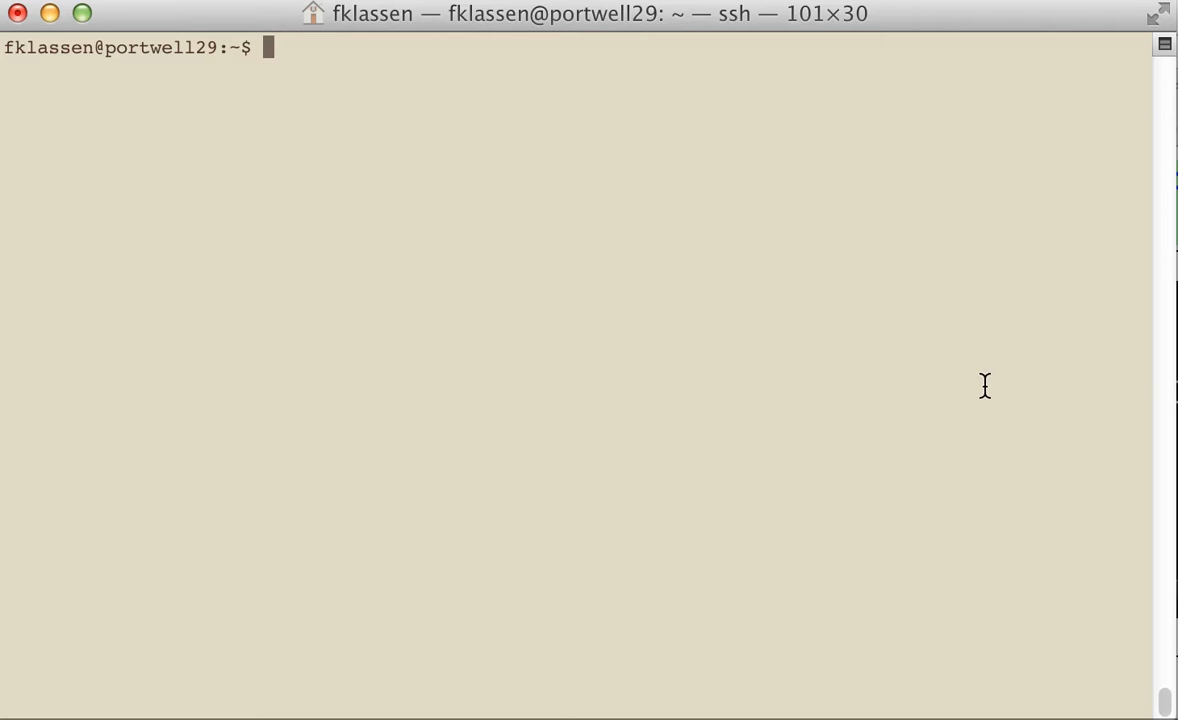 fklassen — fklassen@portwell29: ~ — ssh — 101×30
fklassen@portwell29:~$